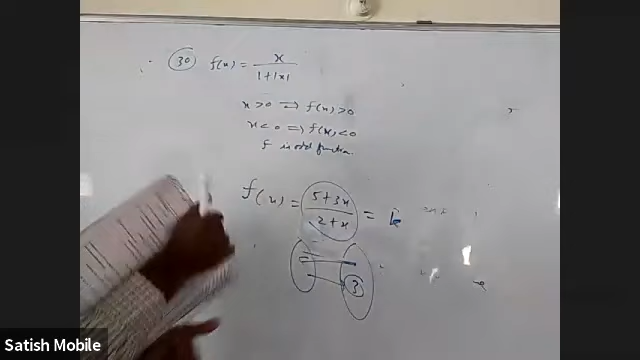 30 f(x) = x / 1+|x|
x>0 ⟹ f(x)>0
x<0 ⟹ f(x)<0
f is odd function.
f(x) = 5+3x / 2+x = k
3
Satish Mobile